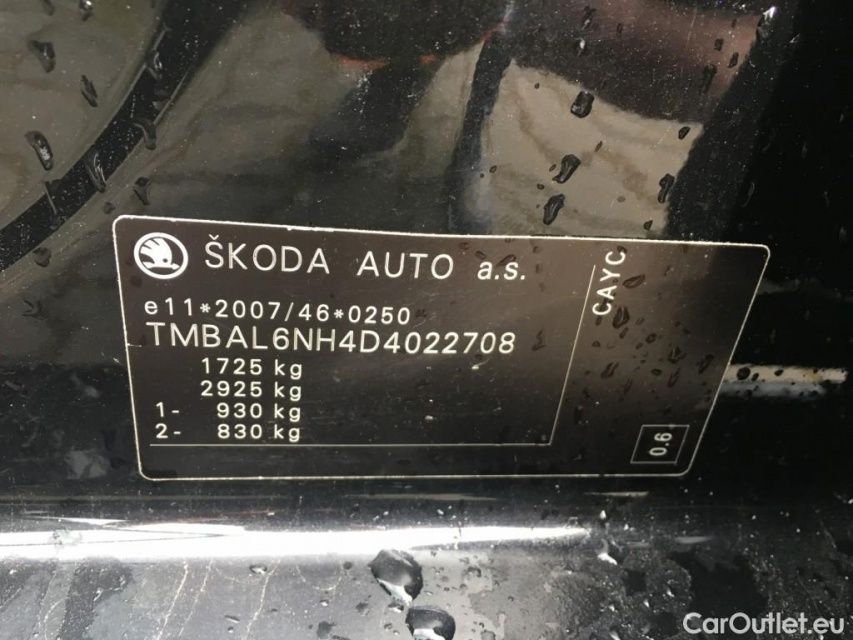 ŠKODA AUTO a.s.
e11*2007/46*0250
TMBAL6NH4D4022708
1725 kg
2925 kg
1- 930 kg
2- 830 kg
CAYC
0.6
CarOutlet.eu